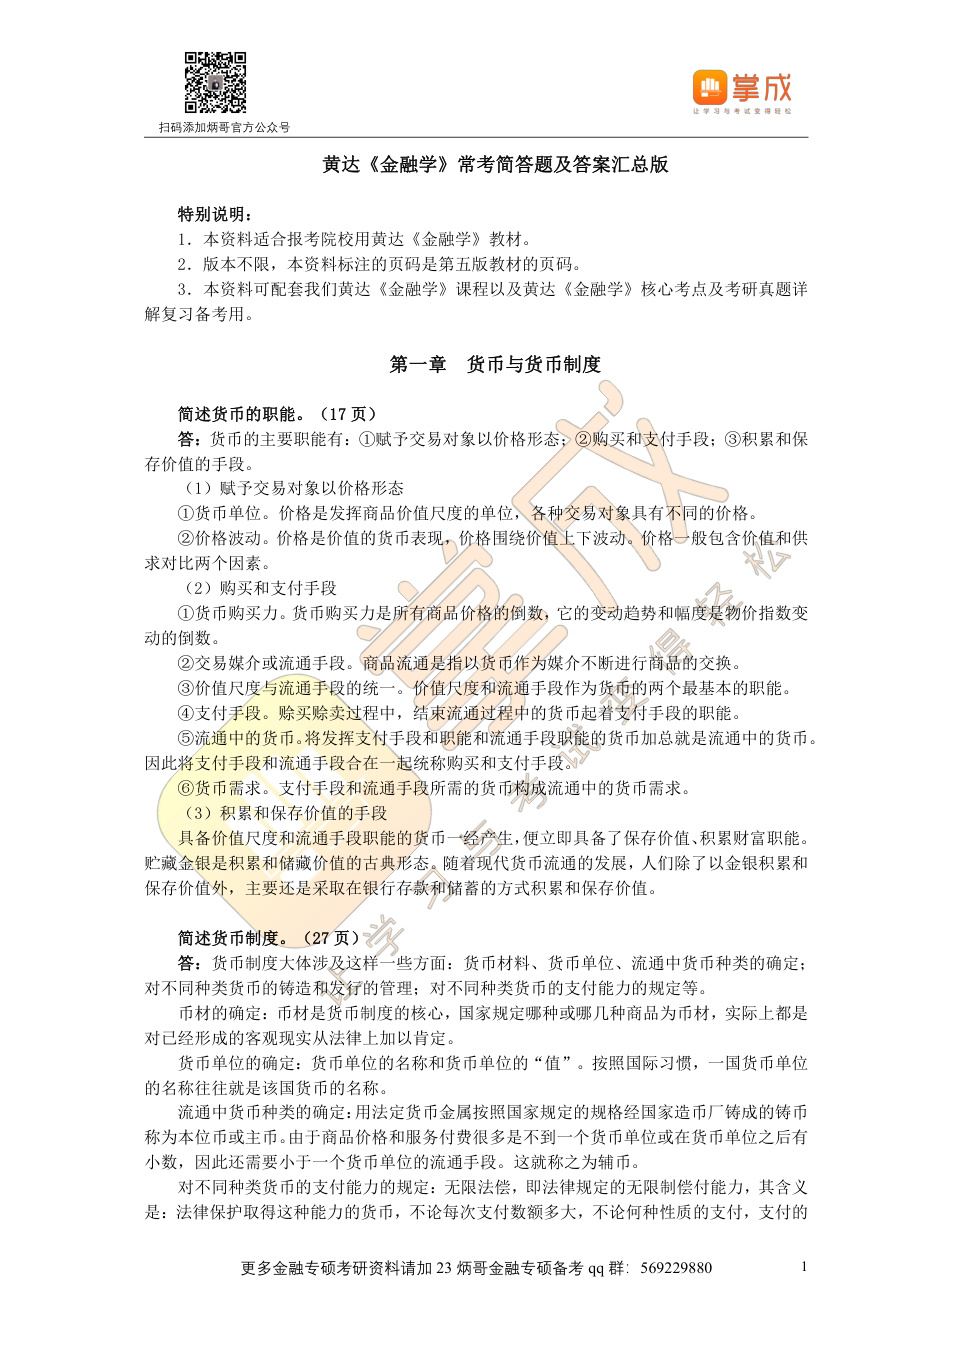 扫码添加炳哥官方公众号
掌成
让学习与考试变得轻松
黄达《金融学》常考简答题及答案汇总版
特别说明：
1．本资料适合报考院校用黄达《金融学》教材。
2．版本不限，本资料标注的页码是第五版教材的页码。
3．本资料可配套我们黄达《金融学》课程以及黄达《金融学》核心考点及考研真题详
解复习备考用。
第一章　货币与货币制度
简述货币的职能。（17 页）
答：货币的主要职能有：①赋予交易对象以价格形态；②购买和支付手段；③积累和保
存价值的手段。
（1）赋予交易对象以价格形态
①货币单位。价格是发挥商品价值尺度的单位，各种交易对象具有不同的价格。
②价格波动。价格是价值的货币表现，价格围绕价值上下波动。价格一般包含价值和供
求对比两个因素。
（2）购买和支付手段
①货币购买力。货币购买力是所有商品价格的倒数，它的变动趋势和幅度是物价指数变
动的倒数。
②交易媒介或流通手段。商品流通是指以货币作为媒介不断进行商品的交换。
③价值尺度与流通手段的统一。价值尺度和流通手段作为货币的两个最基本的职能。
④支付手段。赊买赊卖过程中，结束流通过程中的货币起着支付手段的职能。
⑤流通中的货币。将发挥支付手段和职能和流通手段职能的货币加总就是流通中的货币。
因此将支付手段和流通手段合在一起统称购买和支付手段。
⑥货币需求。支付手段和流通手段所需的货币构成流通中的货币需求。
（3）积累和保存价值的手段
具备价值尺度和流通手段职能的货币一经产生，便立即具备了保存价值、积累财富职能。
贮藏金银是积累和储藏价值的古典形态。随着现代货币流通的发展，人们除了以金银积累和
保存价值外，主要还是采取在银行存款和储蓄的方式积累和保存价值。
简述货币制度。（27 页）
答：货币制度大体涉及这样一些方面：货币材料、货币单位、流通中货币种类的确定；
对不同种类货币的铸造和发行的管理；对不同种类货币的支付能力的规定等。
币材的确定：币材是货币制度的核心，国家规定哪种或哪几种商品为币材，实际上都是
对已经形成的客观现实从法律上加以肯定。
货币单位的确定：货币单位的名称和货币单位的“值”。按照国际习惯，一国货币单位
的名称往往就是该国货币的名称。
流通中货币种类的确定：用法定货币金属按照国家规定的规格经国家造币厂铸成的铸币
称为本位币或主币。由于商品价格和服务付费很多是不到一个货币单位或在货币单位之后有
小数，因此还需要小于一个货币单位的流通手段。这就称之为辅币。
对不同种类货币的支付能力的规定：无限法偿，即法律规定的无限制偿付能力，其含义
是：法律保护取得这种能力的货币，不论每次支付数额多大，不论何种性质的支付，支付的
掌成
让学习与考试变得轻松
更多金融专硕考研资料请加 23 炳哥金融专硕备考 qq 群：569229880
1